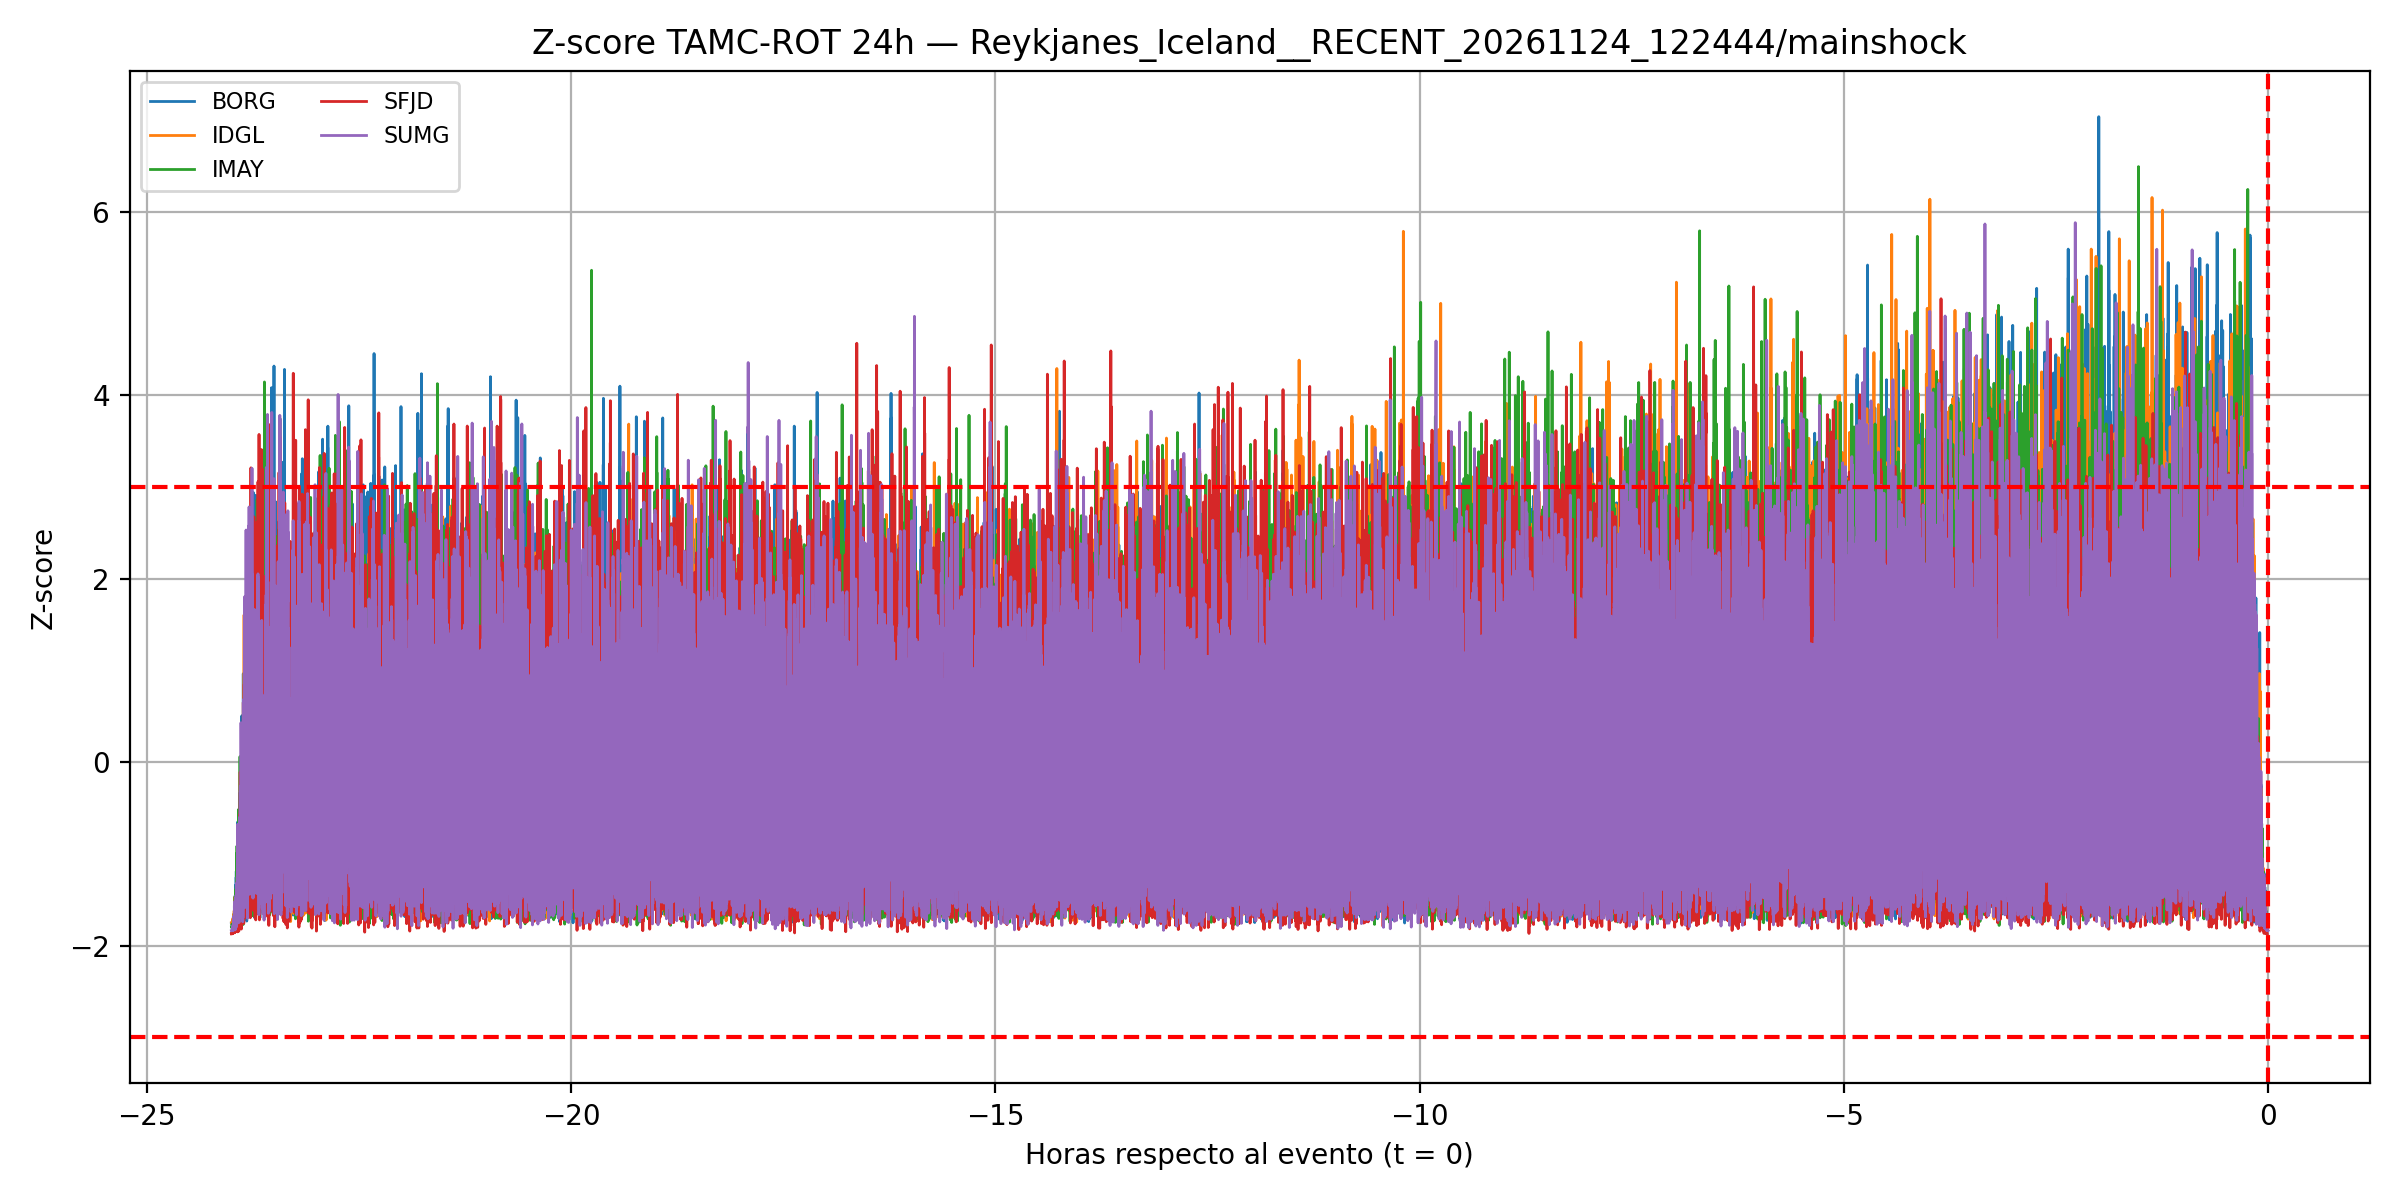 Z-score TAMC-ROT 24h — Reykjanes_Iceland__RECENT_20261124_122444/mainshock
BORG
IDGL
IMAY
SFJD
SUMG
Z-score
6
4
2
0
−2
−25
−20
−15
−10
−5
0
Horas respecto al evento (t = 0)